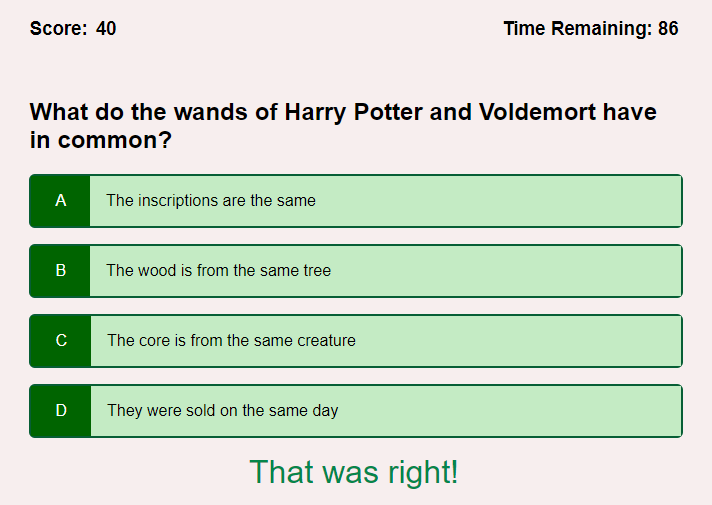 Score: 40 Time Remaining: 86
What do the wands of Harry Potter and Voldemort have
in common?
A The inscriptions are the same
B The wood is from the same tree
C The core is from the same creature
D They were sold on the same day
That was right!